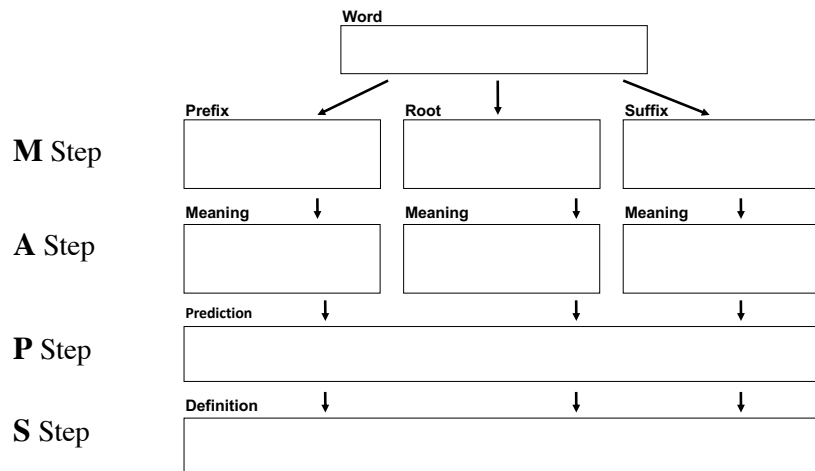 Word
Prefix Root Suffix
M Step
Meaning Meaning Meaning
A Step
Prediction
P Step
Definition
S Step